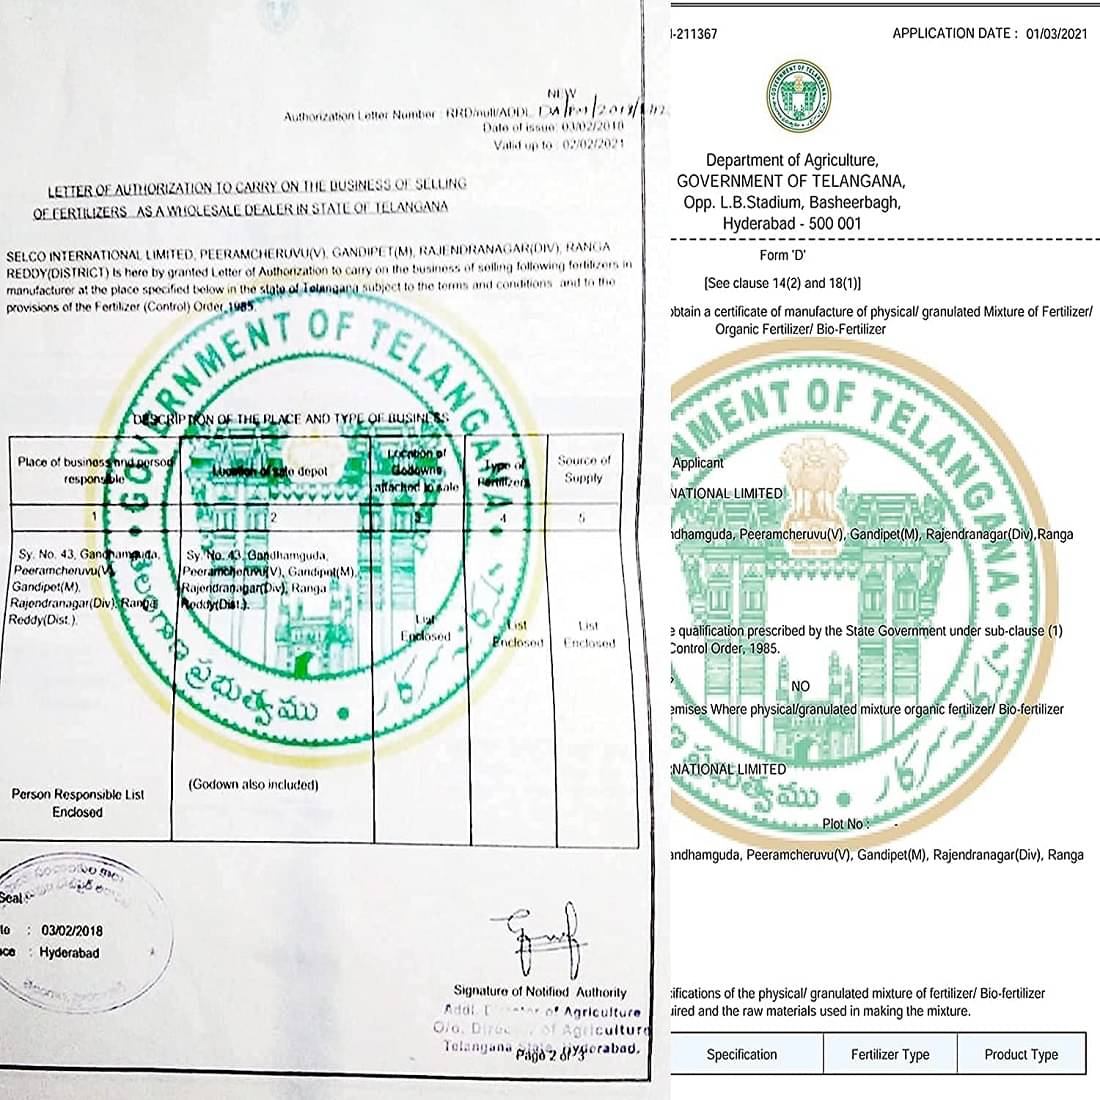 NEW
Authorization Letter Number : RRD/null/ADDL
Date of issue: 03/02/2018
Valid up to : 02/02/2021
LETTER OF AUTHORIZATION TO CARRY ON THE BUSINESS OF SELLING
OF FERTILIZERS AS A WHOLESALE DEALER IN STATE OF TELANGANA
SELCO INTERNATIONAL LIMITED, PEERAMCHERUVU(V), GANDIPET(M), RAJENDRANAGAR(DIV), RANGA
REDDY(DISTRICT) Is here by granted Letter of Authorization to carry on the business of selling following fertilizers in
manufacturer at the place specified below in the state of Telangana subject to the terms and conditions and to the
provisions of the Fertilizer (Control) Order,1985.
GOVERNMENT OF TELANGANA
DESCRIPTION OF THE PLACE AND TYPE OF BUSINESS
Place of business and person
responsible
Location of sale depot
Location of
Godowns
attached to sale
Type of
Fertilizers
Source of
Supply
1
2
3
4
5
Sy. No. 43, Gandhamguda,
Peeramcheruvu(V),
Gandipet(M),
Rajendranagar(Div), Ranga
Reddy(Dist.).
Sy. No. 43, Gandhamguda,
Peeramcheruvu(V), Gandipet(M),
Rajendranagar(Div), Ranga
Reddy(Dist.).
List
Enclosed
List
Enclosed
List
Enclosed
తెలంగాణ ప్రభుత్వము
Person Responsible List
Enclosed
(Godown also included)
Seal
: 03/02/2018
: Hyderabad
Signature of Notified Authority
Addl. Director of Agriculture
O/o. Director of Agriculture
Telangana State, Hyderabad.
Page 2 of 3
-211367
APPLICATION DATE : 01/03/2021
GOVERNMENT OF TELANGANA
Department of Agriculture,
GOVERNMENT OF TELANGANA,
Opp. L.B.Stadium, Basheerbagh,
Hyderabad - 500 001
Form 'D'
[See clause 14(2) and 18(1)]
obtain a certificate of manufacture of physical/ granulated Mixture of Fertilizer/
Organic Fertilizer/ Bio-Fertilizer
NMENT OF TELANGANA
Applicant
NATIONAL LIMITED
ndhamguda, Peeramcheruvu(V), Gandipet(M), Rajendranagar(Div),Ranga
e qualification prescribed by the State Government under sub-clause (1)
Control Order, 1985.
?
NO
emises Where physical/granulated mixture organic fertilizer/ Bio-fertilizer
RNATIONAL LIMITED
ప్రభుత్వము
Plot No : -
andhamguda, Peeramcheruvu(V), Gandipet(M), Rajendranagar(Div), Ranga
ifications of the physical/ granulated mixture of fertilizer/ Bio-fertilizer
uired and the raw materials used in making the mixture.
Specification
Fertilizer Type
Product Type